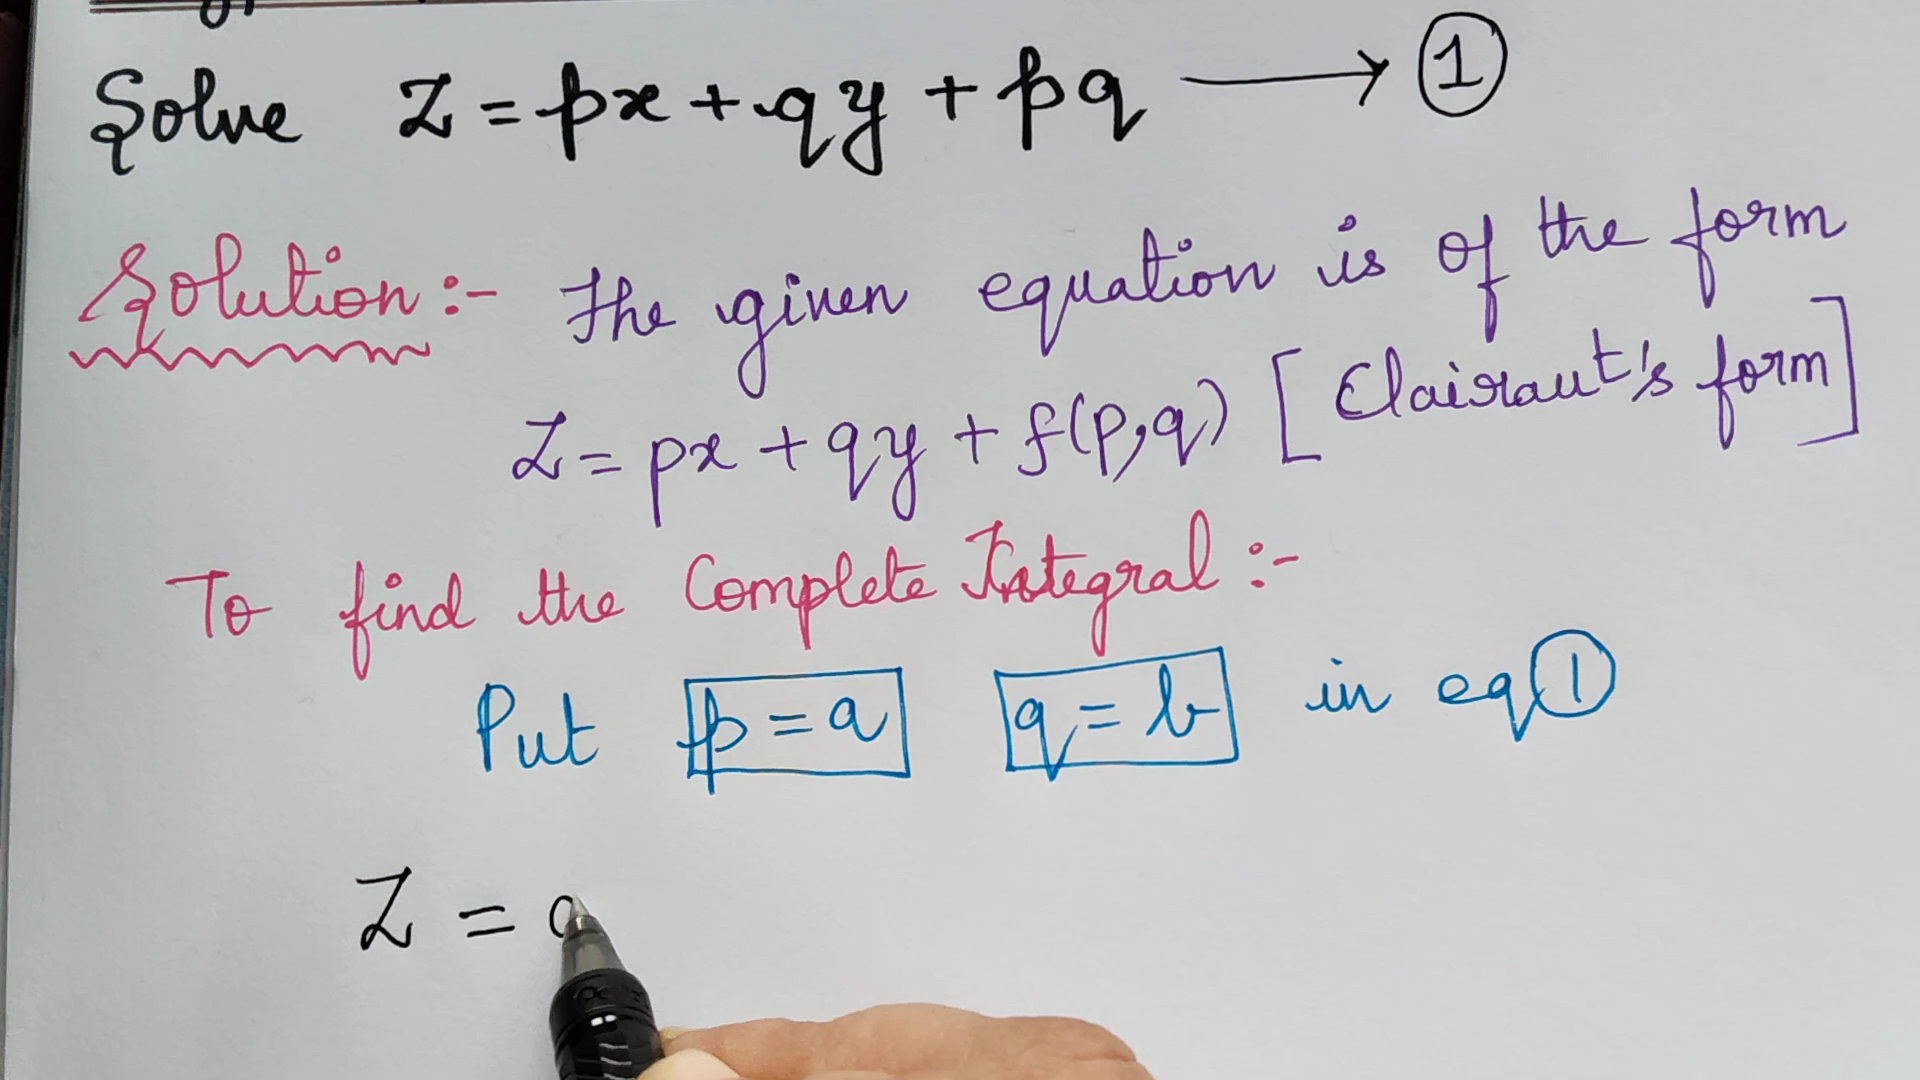 Solve Z = px + qy + pq → 1
Solution :- The given equation is of the form
Z = px + qy + f(p,q) [Clairaut's form]
To find the Complete Integral :-
Put p = a q = b in eq 1
Z = a